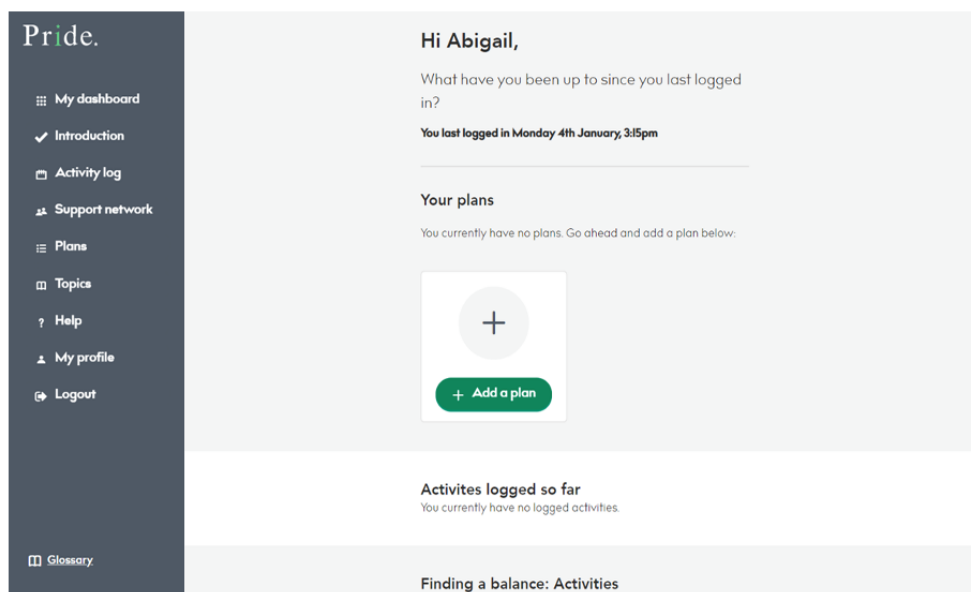 Pride.
My dashboard
Introduction
Activity log
Support network
Plans
Topics
? Help
My profile
Logout
Glossary
Hi Abigail,
What have you been up to since you last logged
in?
You last logged in Monday 4th January, 3:15pm
Your plans
You currently have no plans. Go ahead and add a plan below:
+
+ Add a plan
Activites logged so far
You currently have no logged activities.
Finding a balance: Activities